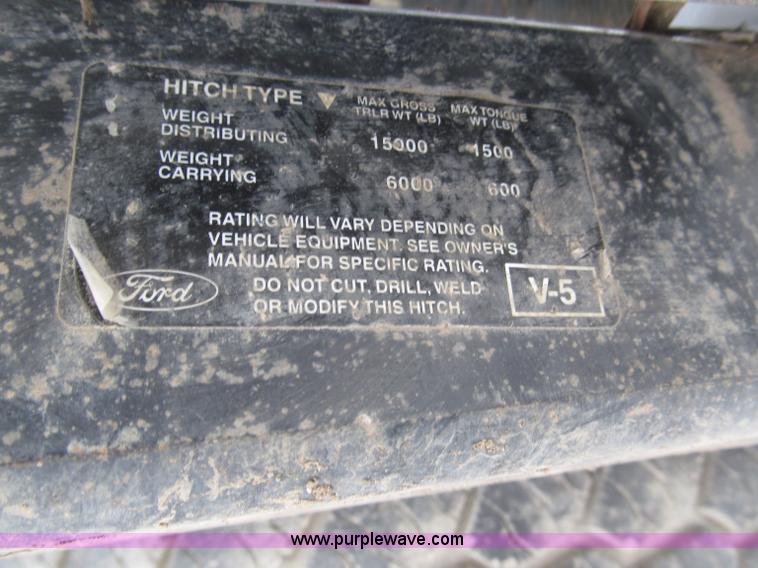 HITCH TYPE MAX GROSS TRLR WT (LB) MAX TONGUE WT (LB)
WEIGHT DISTRIBUTING 15000 1500
WEIGHT CARRYING 6000 600
RATING WILL VARY DEPENDING ON
VEHICLE EQUIPMENT. SEE OWNER'S
MANUAL FOR SPECIFIC RATING.
DO NOT CUT, DRILL, WELD
OR MODIFY THIS HITCH.
Ford
V-5
www.purplewave.com